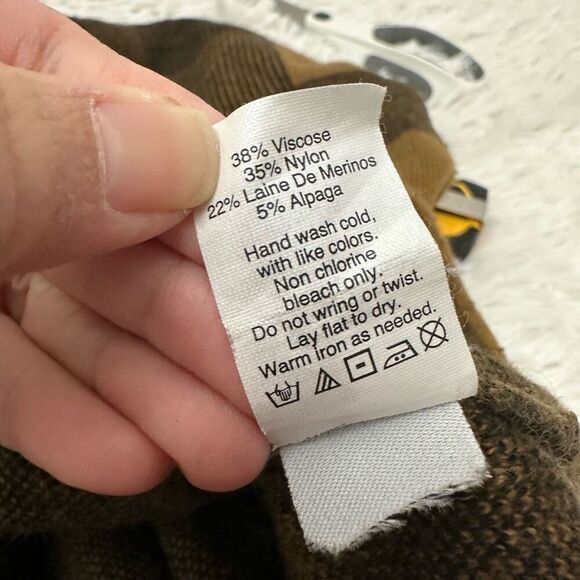 38% Viscose
35% Nylon
22% Laine De Merinos
5% Alpaga
Hand wash cold,
with like colors.
Non chlorine
bleach only.
Do not wring or twist.
Lay flat to dry.
Warm iron as needed.